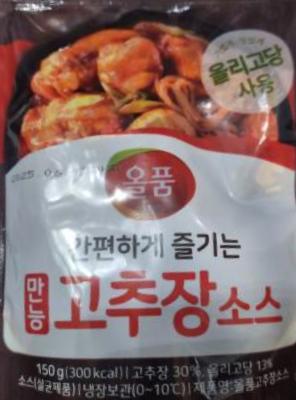 올리고당
사용
2025.
올품
간편하게 즐기는
만능
고추장소스
150 g(300 kcal) | 고추장 30%, 올리고당 13%
소스(살균제품) | 냉장보관(0~10℃) | 제품명:올품고추장소스